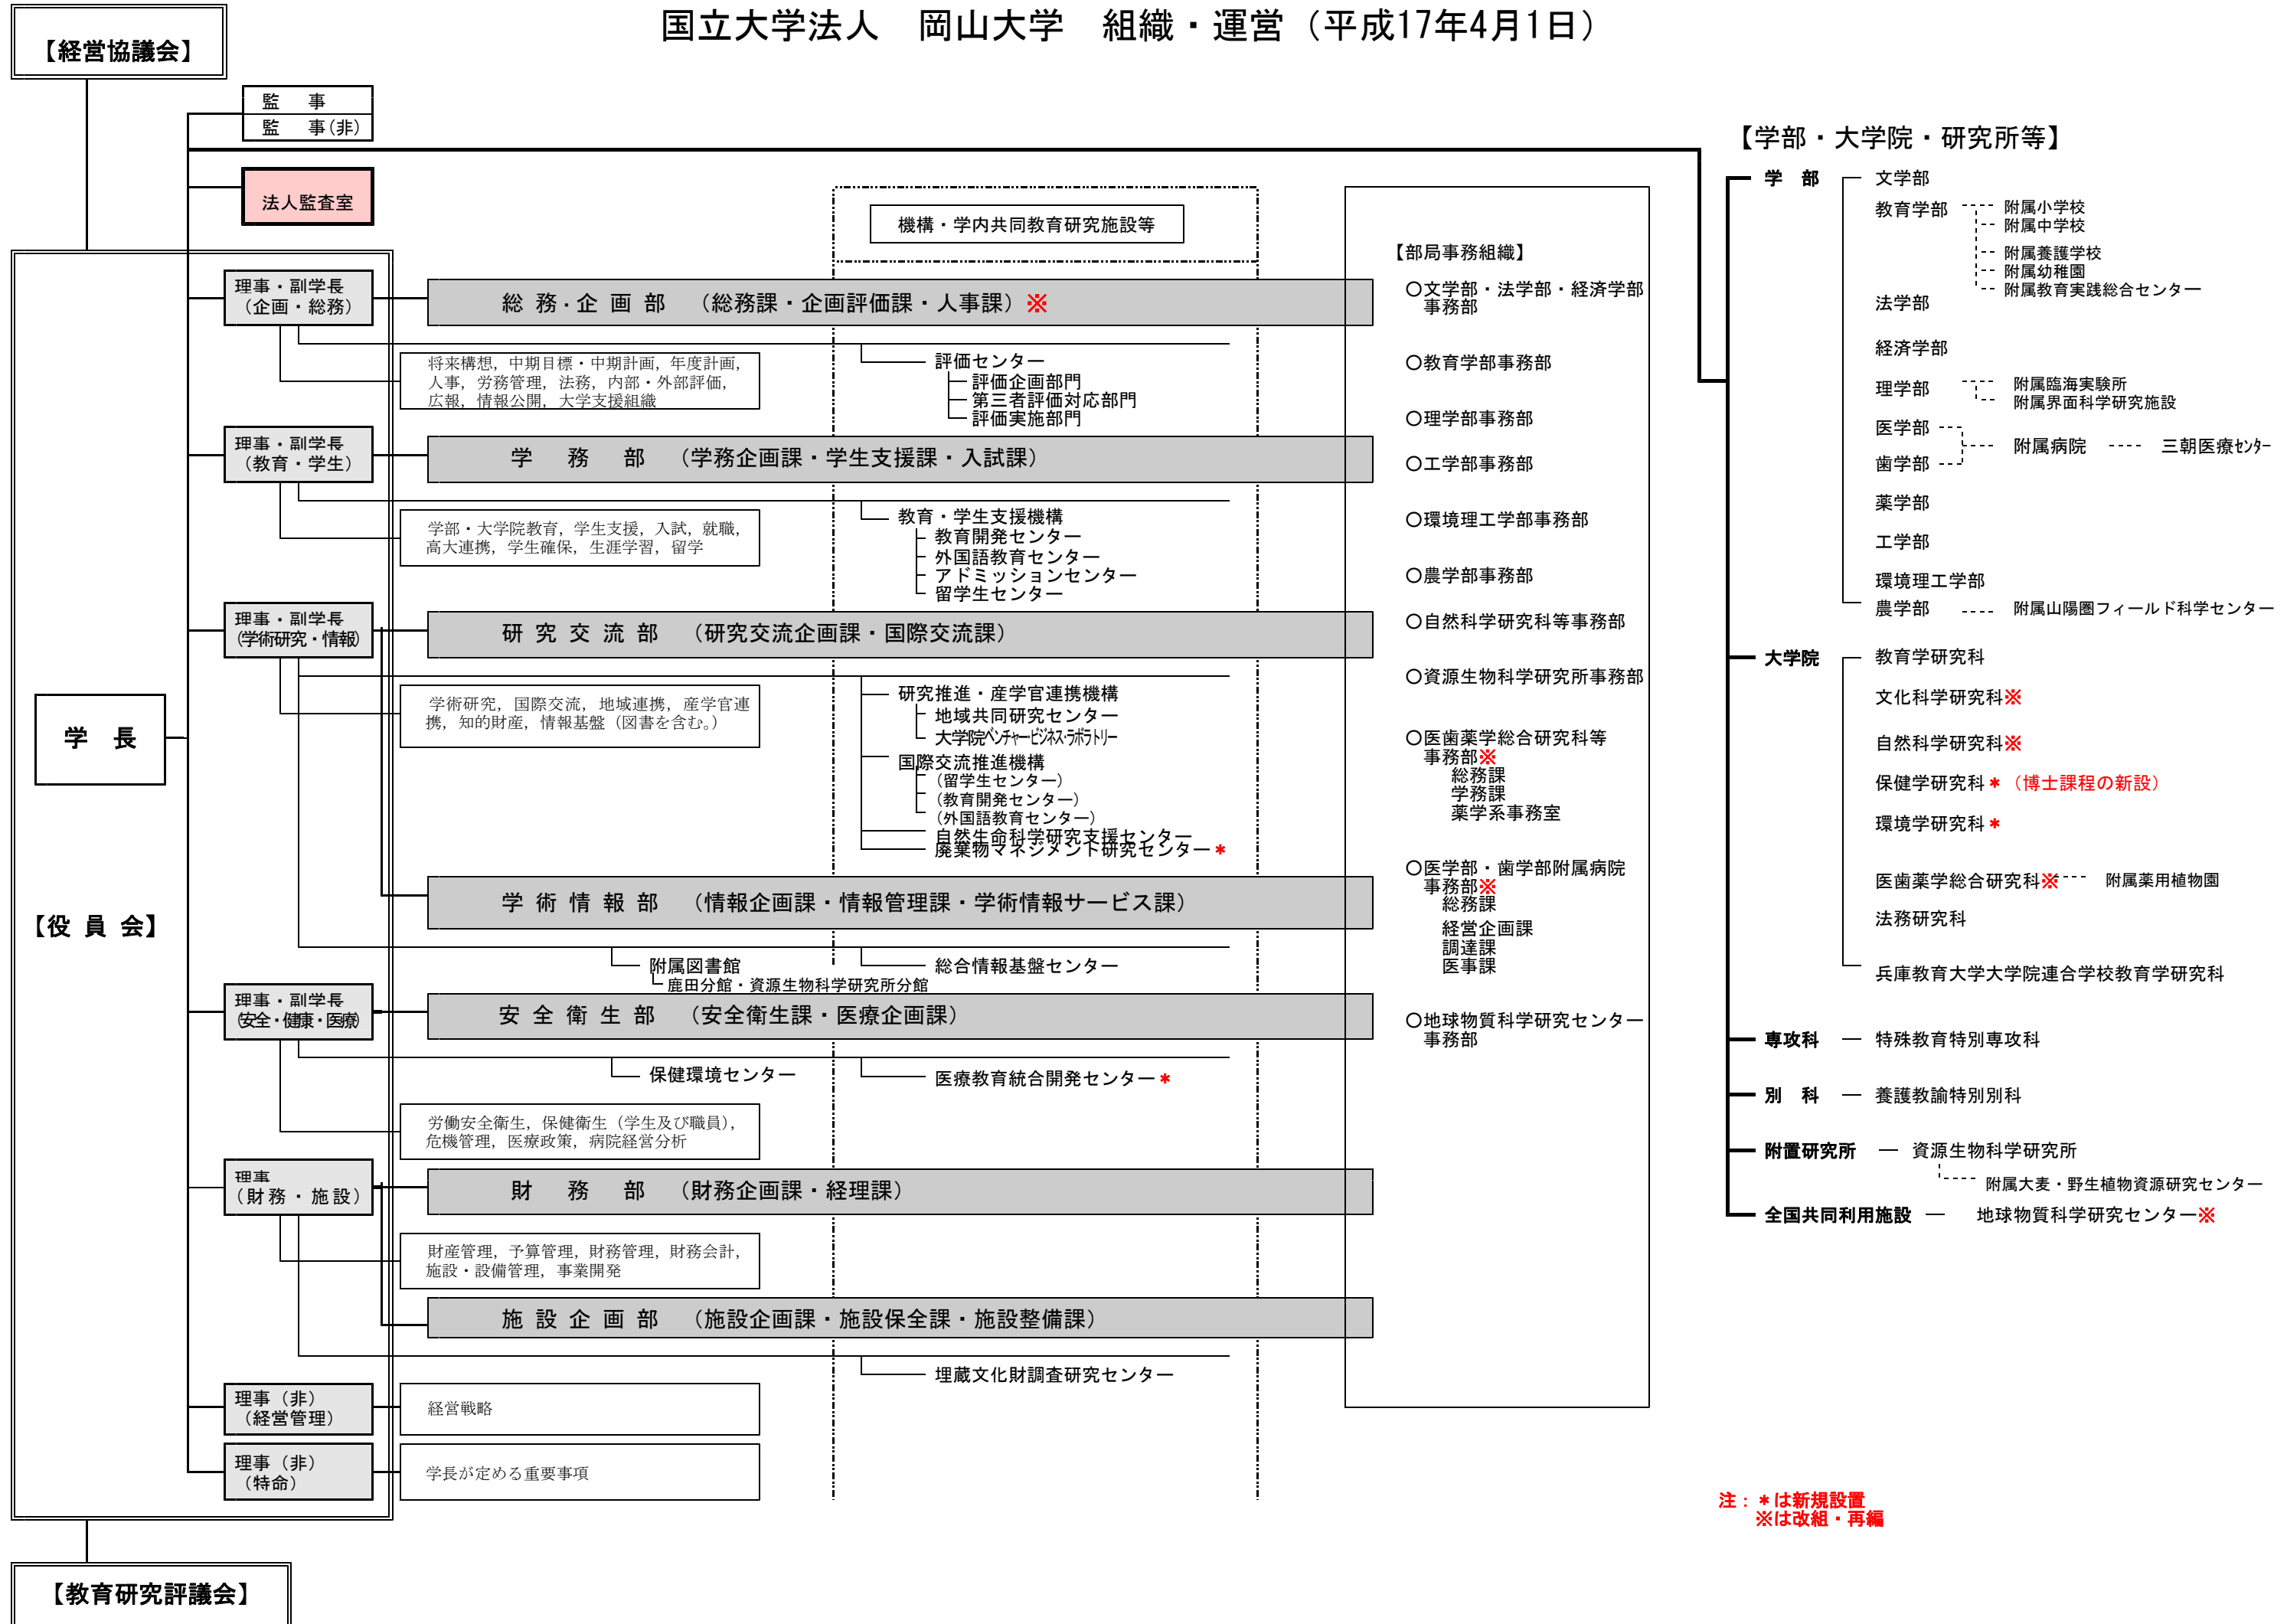 国立大学法人　岡山大学　組織・運営（平成17年4月1日）
【経営協議会】
監　事
監　事（非）
法人監査室
【役 員 会】
学　長
理事・副学長
（企画・総務）
総 務・企 画 部　（総務課・企画評価課・人事課）※
将来構想，中期目標・中期計画，年度計画，
人事，労務管理，法務，内部・外部評価，
広報，情報公開，大学支援組織
機構・学内共同教育研究施設等
評価センター
評価企画部門
第三者評価対応部門
評価実施部門
理事・副学長
（教育・学生）
学　務　部　（学務企画課・学生支援課・入試課）
学部・大学院教育，学生支援，入試，就職，
高大連携，学生確保，生涯学習，留学
教育・学生支援機構
教育開発センター
外国語教育センター
アドミッションセンター
留学生センター
理事・副学長
（学術研究・情報）
研 究 交 流 部　（研究交流企画課・国際交流課）
学術研究，国際交流，地域連携，産学官連
携，知的財産，情報基盤（図書を含む。）
研究推進・産学官連携機構
地域共同研究センター
大学院ベンチャー・ビジネス・ラボラトリー
国際交流推進機構
（留学生センター）
（教育開発センター）
（外国語教育センター）
自然生命科学研究支援センター
廃棄物マネジメント研究センター＊
学 術 情 報 部　（情報企画課・情報管理課・学術情報サービス課）
附属図書館
鹿田分館・資源生物科学研究所分館
総合情報基盤センター
理事・副学長
（安全・健康・医療）
安 全 衛 生 部　（安全衛生課・医療企画課）
保健環境センター
医療教育統合開発センター＊
労働安全衛生，保健衛生（学生及び職員），
危機管理，医療政策，病院経営分析
理事
（財務・施設）
財　務　部　（財務企画課・経理課）
財産管理，予算管理，財務管理，財務会計，
施設・設備管理，事業開発
施 設 企 画 部　（施設企画課・施設保全課・施設整備課）
埋蔵文化財調査研究センター
理事（非）
（経営管理）
経営戦略
理事（非）
（特命）
学長が定める重要事項
【教育研究評議会】
【部局事務組織】
○文学部・法学部・経済学部
事務部
○教育学部事務部
○理学部事務部
○工学部事務部
○環境理工学部事務部
○農学部事務部
○自然科学研究科等事務部
○資源生物科学研究所事務部
○医歯薬学総合研究科等
事務部※
総務課
学務課
薬学系事務室
○医学部・歯学部附属病院
事務部※
総務課
経営企画課
調達課
医事課
○地球物質科学研究センター
事務部
【学部・大学院・研究所等】
学　部
文学部
教育学部
附属小学校
附属中学校
附属養護学校
附属幼稚園
附属教育実践総合センター
法学部
経済学部
理学部
附属臨海実験所
附属界面科学研究施設
医学部
歯学部
附属病院
三朝医療センター
薬学部
工学部
環境理工学部
農学部
附属山陽圏フィールド科学センター
大学院
教育学研究科
文化科学研究科※
自然科学研究科※
保健学研究科＊（博士課程の新設）
環境学研究科＊
医歯薬学総合研究科※
附属薬用植物園
法務研究科
兵庫教育大学大学院連合学校教育学研究科
専攻科
特殊教育特別専攻科
別　科
養護教諭特別別科
附置研究所
資源生物科学研究所
附属大麦・野生植物資源研究センター
全国共同利用施設
地球物質科学研究センター※
注：＊は新規設置
※は改組・再編